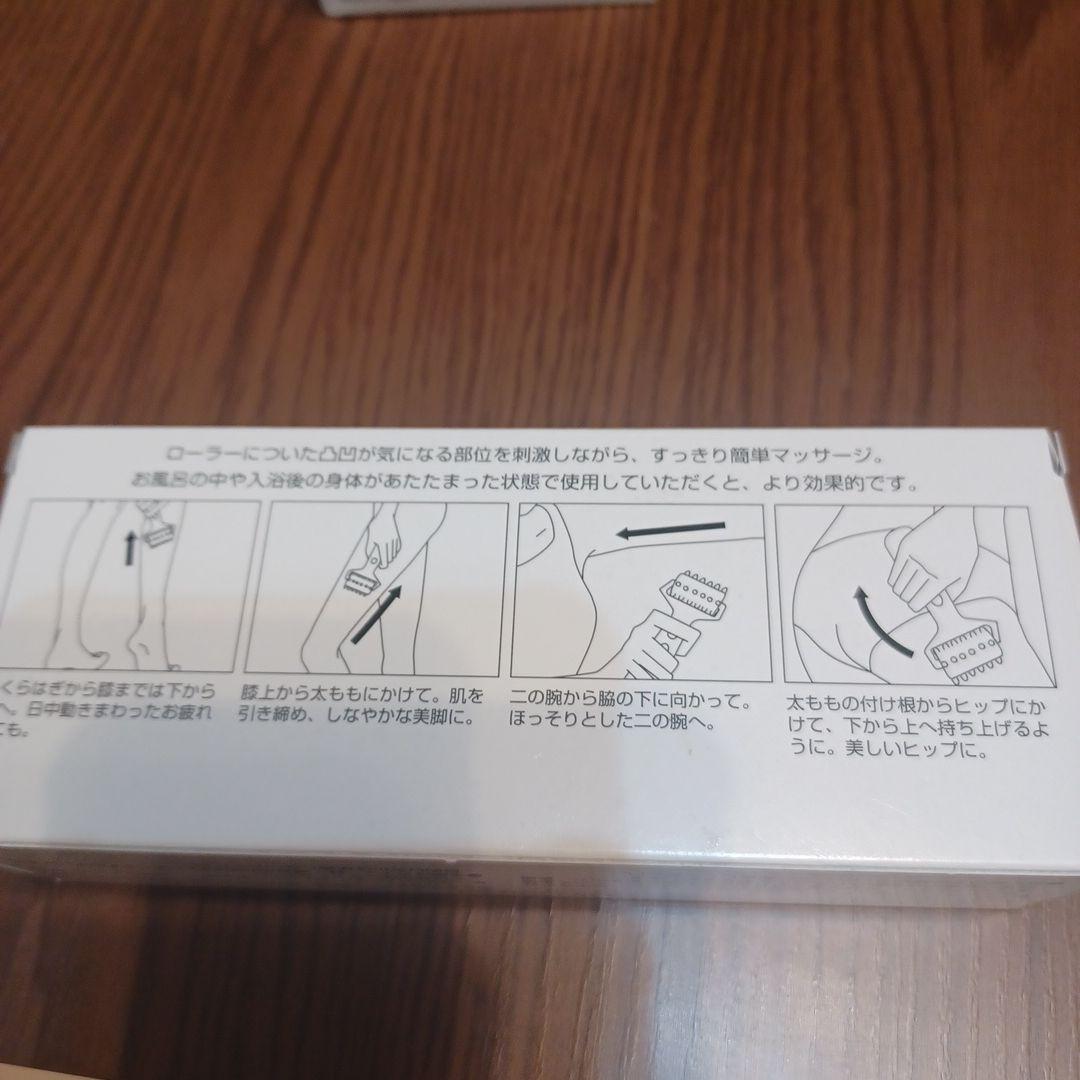 ローラーについた凸凹が気になる部位を刺激しながら、すっきり簡単マッサージ。
お風呂の中や入浴後の身体があたたまった状態で使用していただくと、より効果的です。
くらはぎから膝までは下から
へ。日中動きまわったお疲れ
ても。
膝上から太ももにかけて。肌を
引き締め、しなやかな美脚に。
二の腕から脇の下に向かって。
ほっそりとした二の腕へ。
太ももの付け根からヒップにか
けて、下から上へ持ち上げるよ
うに。美しいヒップに。